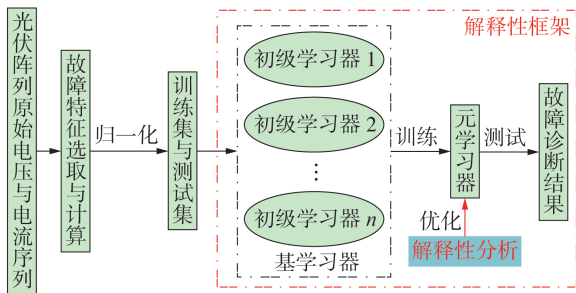 光伏阵列原始电压与电流序列
故障特征选取与计算
归一化
训练集与测试集
解释性框架
初级学习器 1
初级学习器 2
⋮
初级学习器 n
基学习器
训练
元学习器
测试
故障诊断结果
优化
解释性分析